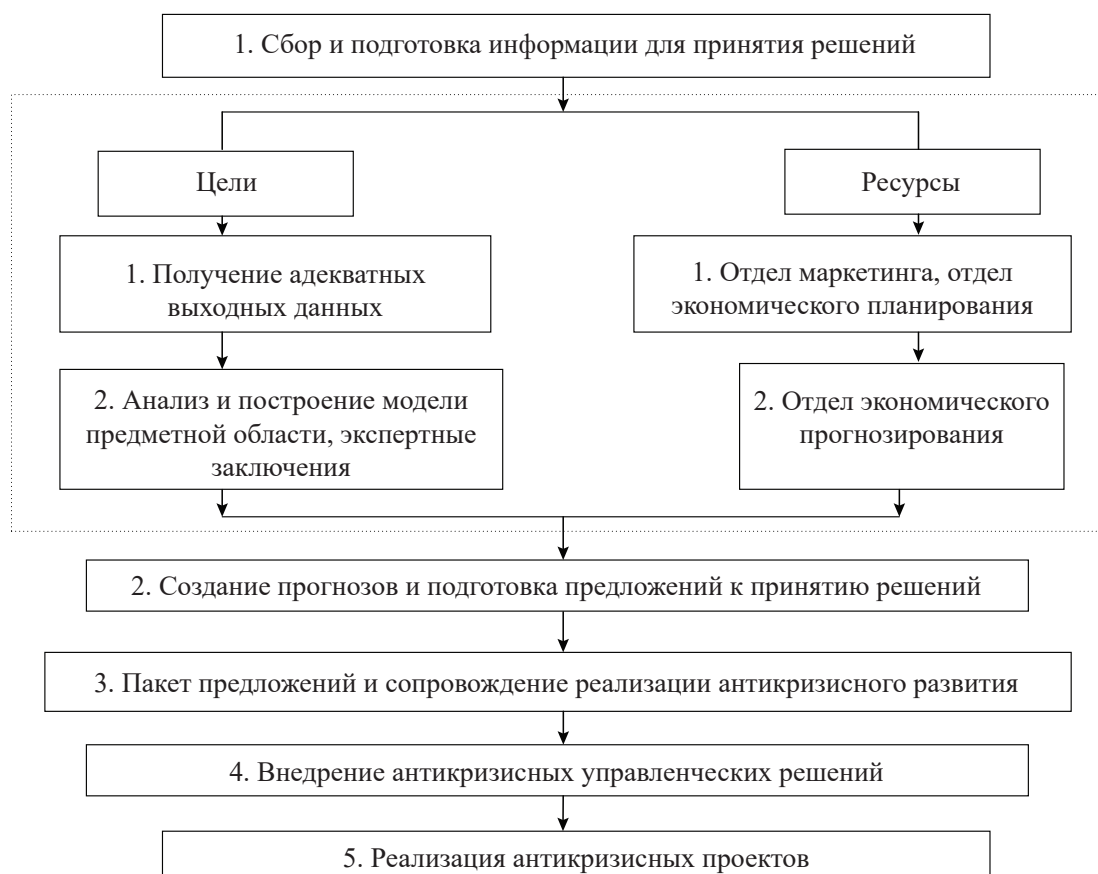 1. Сбор и подготовка информации для принятия решений
Цели
Ресурсы
1. Получение адекватных
выходных данных
1. Отдел маркетинга, отдел
экономического планирования
2. Анализ и построение модели
предметной области, экспертные
заключения
2. Отдел экономического
прогнозирования
2. Создание прогнозов и подготовка предложений к принятию решений
3. Пакет предложений и сопровождение реализации антикризисного развития
4. Внедрение антикризисных управленческих решений
5. Реализация антикризисных проектов